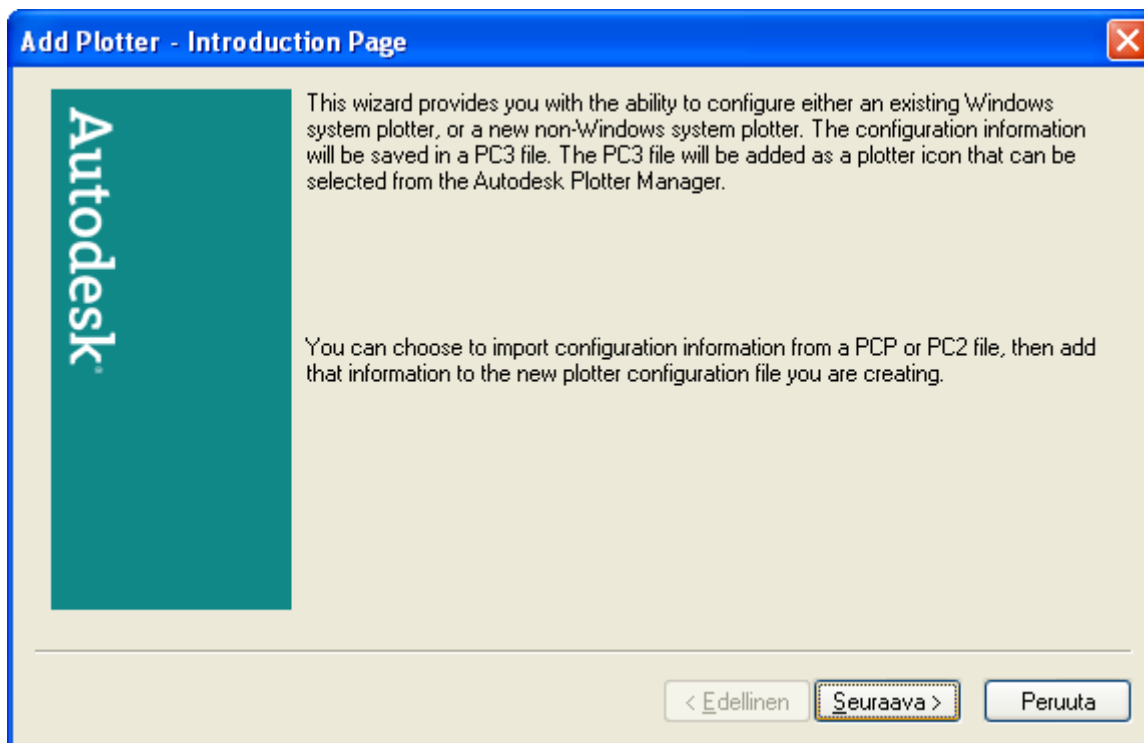 Add Plotter - Introduction Page
Autodesk
This wizard provides you with the ability to configure either an existing Windows
system plotter, or a new non-Windows system plotter. The configuration information
will be saved in a PC3 file. The PC3 file will be added as a plotter icon that can be
selected from the Autodesk Plotter Manager.
You can choose to import configuration information from a PCP or PC2 file, then add
that information to the new plotter configuration file you are creating.
< Edellinen
Seuraava >
Peruuta